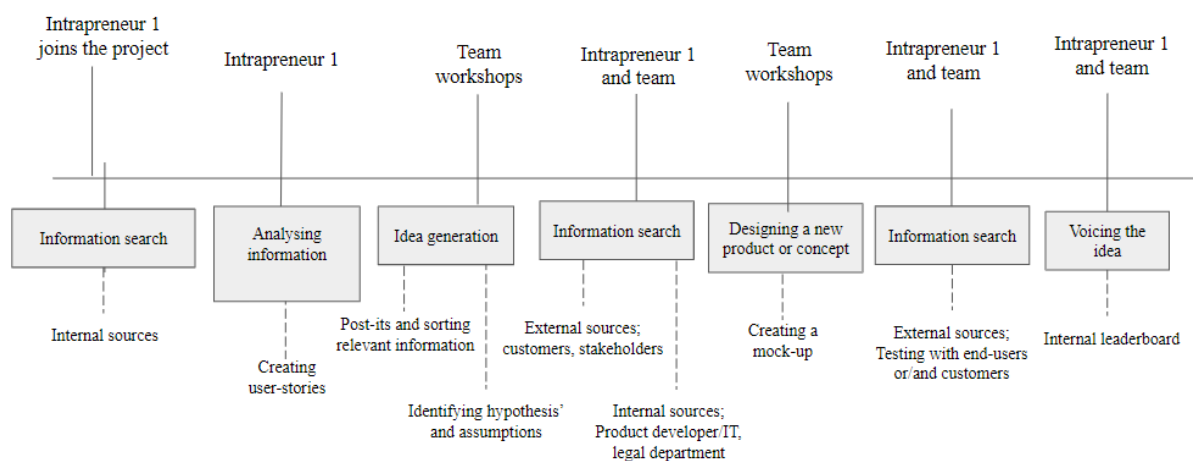 Intrapreneur 1
joins the project
Intrapreneur 1
Team
workshops
Intrapreneur 1
and team
Team
workshops
Intrapreneur 1
and team
Intrapreneur 1
and team
Information search
Analysing
information
Idea generation
Information search
Designing a new
product or concept
Information search
Voicing the
idea
Internal sources
Creating
user-stories
Post-its and sorting
relevant information
Identifying hypothesis’
and assumptions
External sources;
customers, stakeholders
Internal sources;
Product developer/IT,
legal department
Creating a
mock-up
External sources;
Testing with end-users
or/and customers
Internal leaderboard